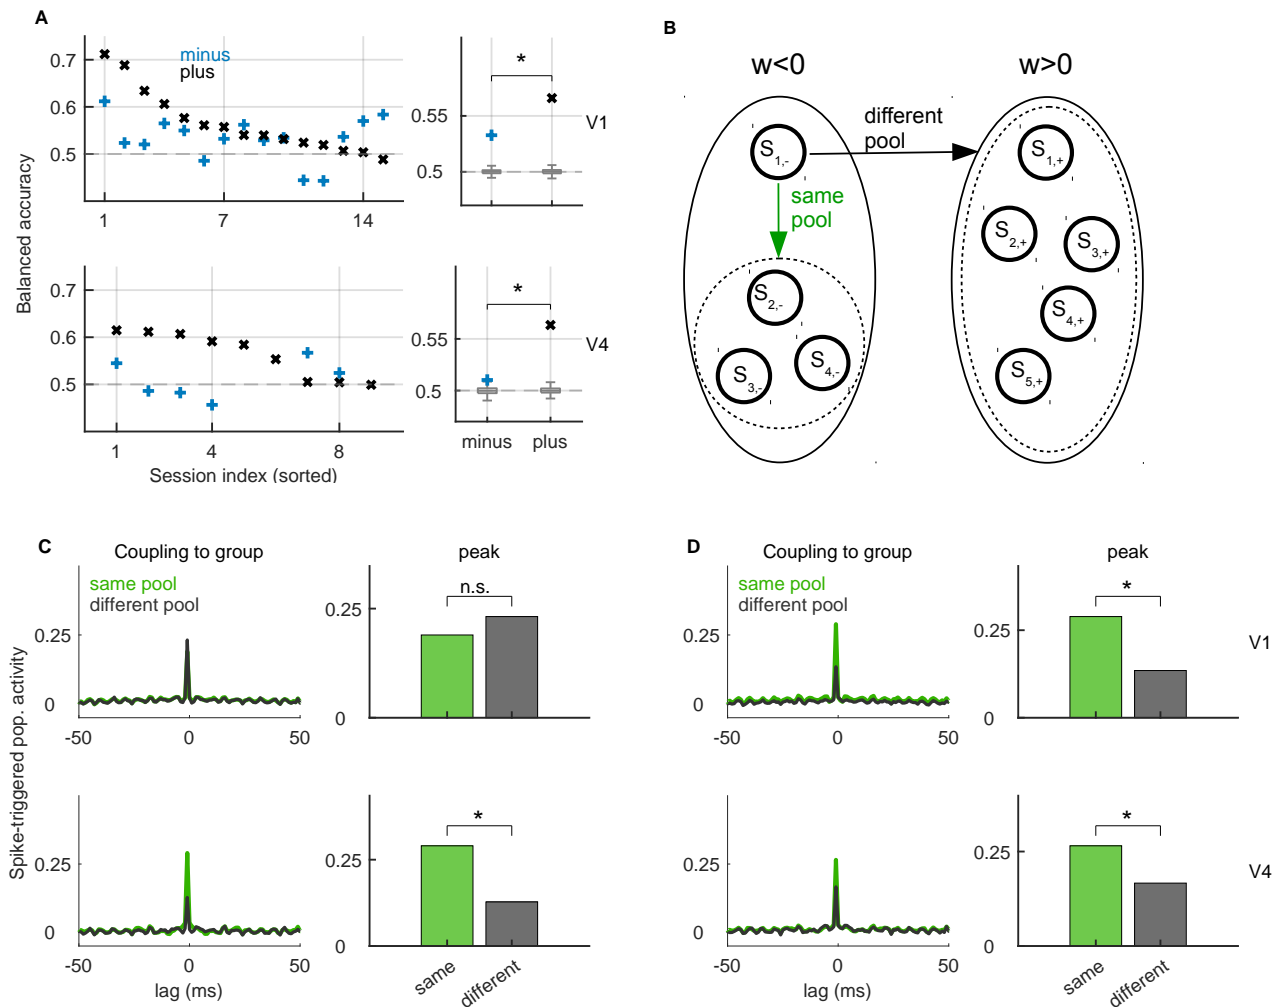 A
minus
plus
0.7
0.6
0.5
1
7
14
*
0.55
0.5
V1
Balanced accuracy
0.7
0.6
0.5
1
4
8
Session index (sorted)
*
0.55
0.5
minus
plus
V4
B
w<0
w>0
different
pool
same
pool
S1,-
S2,-
S3,-
S4,-
S1,+
S2,+
S3,+
S4,+
S5,+
C
Coupling to group
peak
same pool
different pool
n.s.
0.25
0
-50
0
50
0.25
0
Spike-triggered pop. activity
*
0.25
0
-50
0
50
lag (ms)
0.25
0
same
different
D
Coupling to group
peak
same pool
different pool
*
0.25
0
-50
0
50
0.25
0
V1
*
0.25
0
-50
0
50
lag (ms)
0.25
0
same
different
V4